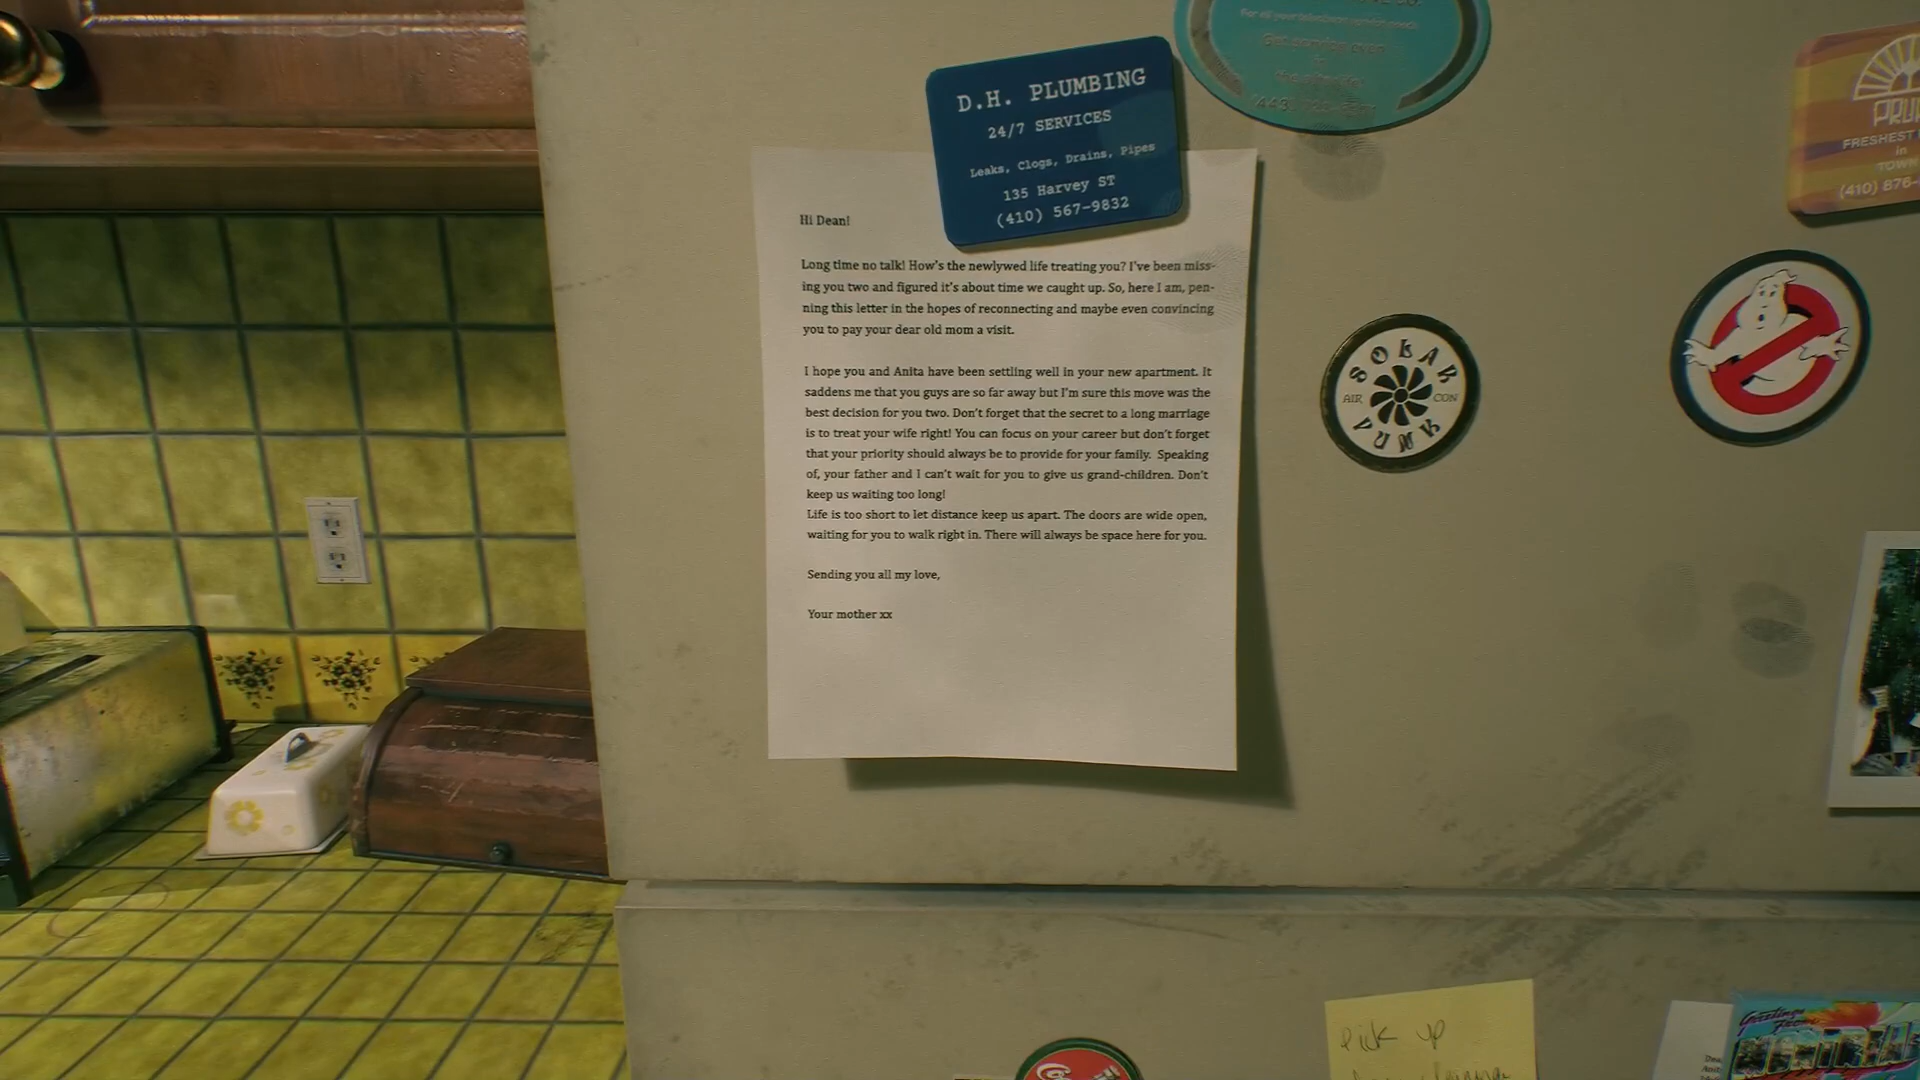 D.H. PLUMBING
24/7 SERVICES
Leaks, Clogs, Drains, Pipes
135 Harvey ST
(410) 567-9832
For all your
Get service even
in
Hi Dean!
Long time no talk! How's the newlywed life treating you? I've been miss-
ing you two and figured it's about time we caught up. So, here I am, pen-
ning this letter in the hopes of reconnecting and maybe even convincing
you to pay your dear old mom a visit.
I hope you and Anita have been settling well in your new apartment. It
saddens me that you guys are so far away but I'm sure this move was the
best decision for you two. Don't forget that the secret to a long marriage
is to treat your wife right! You can focus on your career but don't forget
that your priority should always be to provide for your family. Speaking
of, your father and I can't wait for you to give us grand-children. Don't
keep us waiting too long!
Life is too short to let distance keep us apart. The doors are wide open,
waiting for you to walk right in. There will always be space here for you.
Sending you all my love,
Your mother xx
FRESHEST
in
TOWN
(410) 876-
SOLAR
AIR CON
PUNK
pick up
Greetings
From
MONTREAL